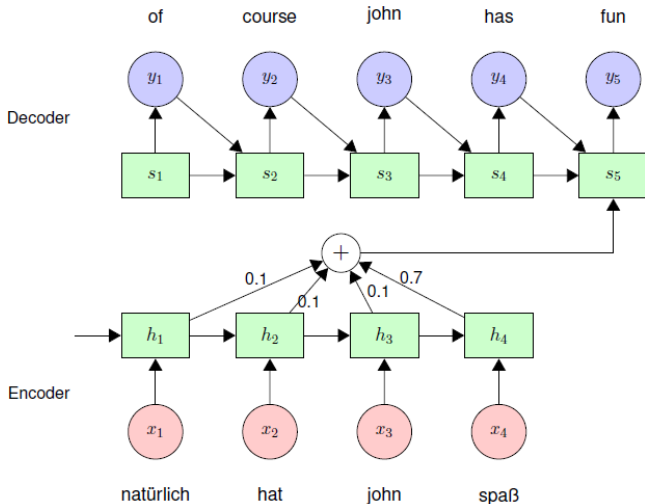 of course john has fun
y₁ y₂ y₃ y₄ y₅
Decoder
s₁ s₂ s₃ s₄ s₅
+
0.1 0.1 0.1 0.7
h₁ h₂ h₃ h₄
Encoder
x₁ x₂ x₃ x₄
natürlich hat john spaß